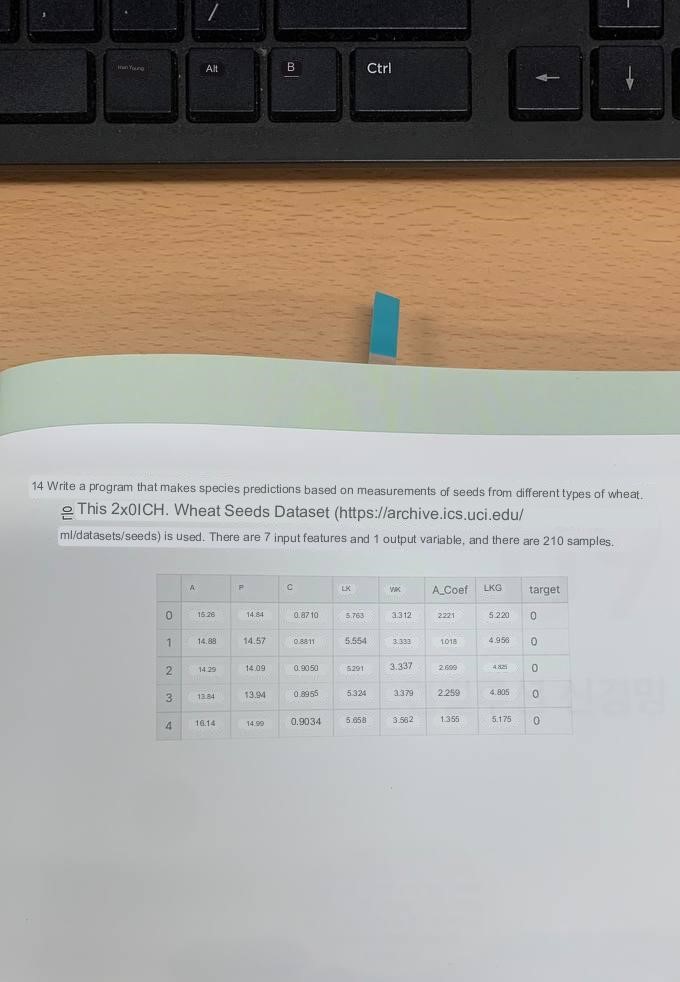 ,
.
/
Han Young
Alt
B
Ctrl
←
↓
14 Write a program that makes species predictions based on measurements of seeds from different types of wheat.
은 This 2x0ICH. Wheat Seeds Dataset (https://archive.ics.uci.edu/
ml/datasets/seeds) is used. There are 7 input features and 1 output variable, and there are 210 samples.
A P C LK WK A_Coef LKG target
0 15.26 14.84 0.8710 5.763 3.312 2.221 5.220 0
1 14.88 14.57 0.8811 5.554 3.333 1.018 4.956 0
2 14.29 14.09 0.9050 5.291 3.337 2.699 4.825 0
3 13.84 13.94 0.8955 5.324 3.379 2.259 4.805 0
4 16.14 14.99 0.9034 5.658 3.562 1.355 5.175 0